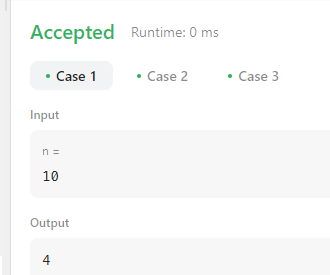 Accepted Runtime: 0 ms
Case 1 Case 2 Case 3
Input
n =
10
Output
4